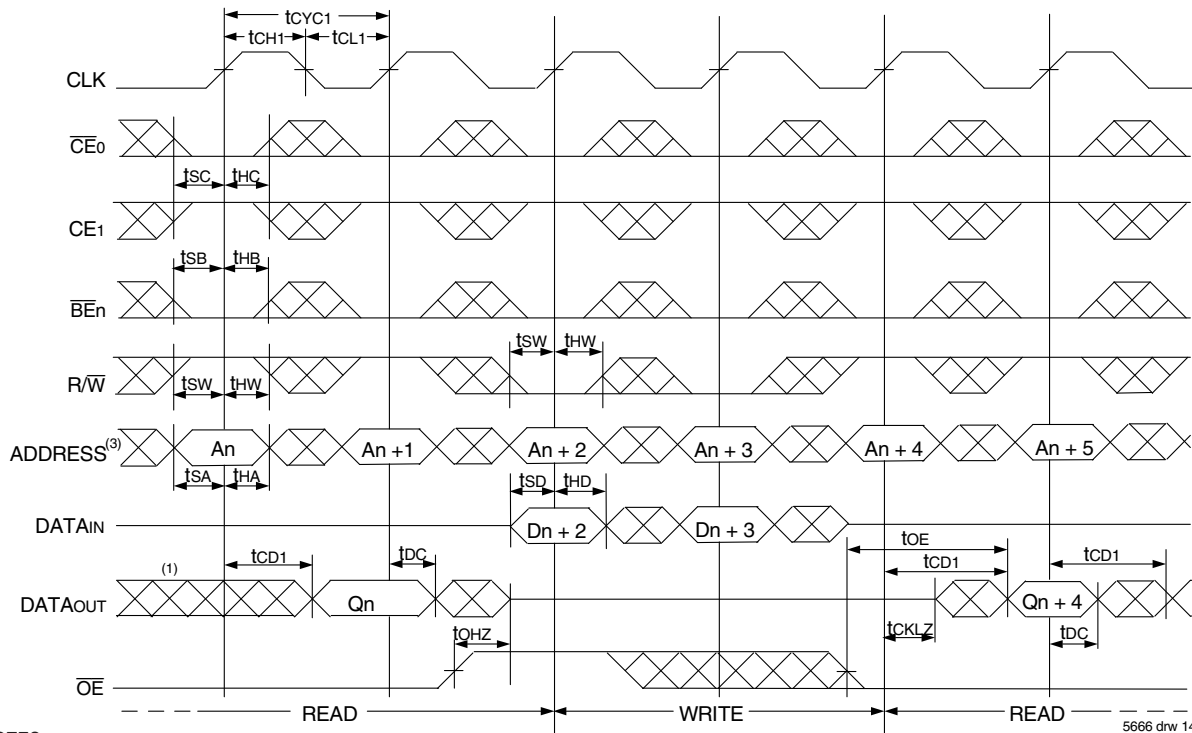 tCYC1
tCH1 tCL1
CLK
CE0
tSC tHC
CE1
tSB tHB
BEn
tSW tHW
R/W
tSW tHW
ADDRESS(3) An An +1 An + 2 An + 3 An + 4 An + 5
tSA tHA tSD tHD
DATAIN Dn + 2 Dn + 3
tOE
(1) tCD1 tDC tCD1 tCD1
DATAOUT Qn Qn + 4
tOHZ tCKLZ tDC
OE
READ WRITE READ
5666 drw 14